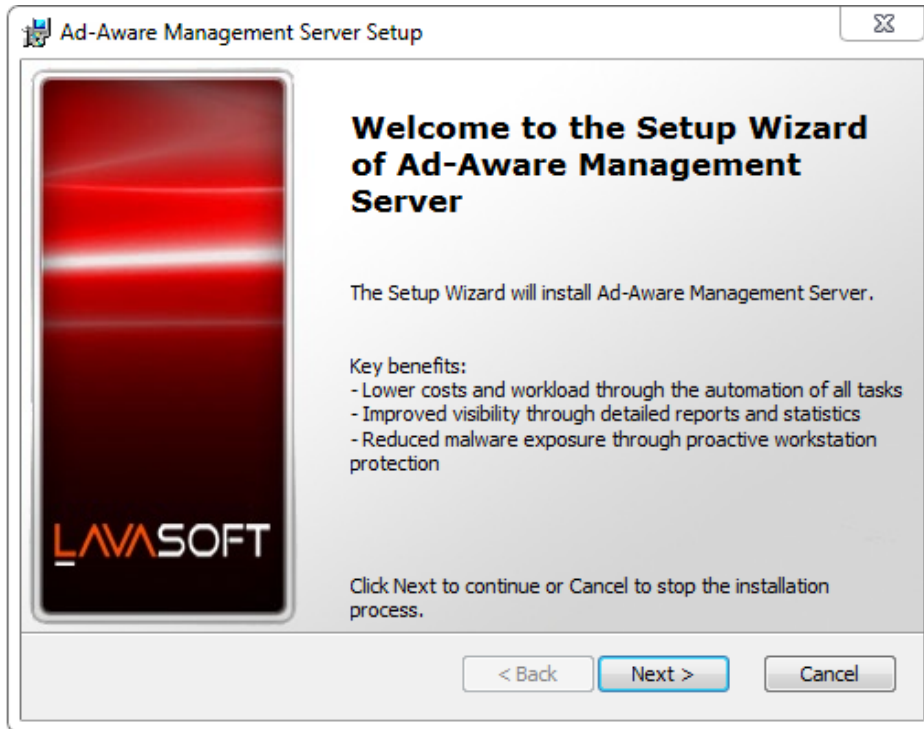 Ad-Aware Management Server Setup
Welcome to the Setup Wizard
of Ad-Aware Management
Server
The Setup Wizard will install Ad-Aware Management Server.
Key benefits:
- Lower costs and workload through the automation of all tasks
- Improved visibility through detailed reports and statistics
- Reduced malware exposure through proactive workstation
protection
LAVASOFT
Click Next to continue or Cancel to stop the installation
process.
< Back
Next >
Cancel